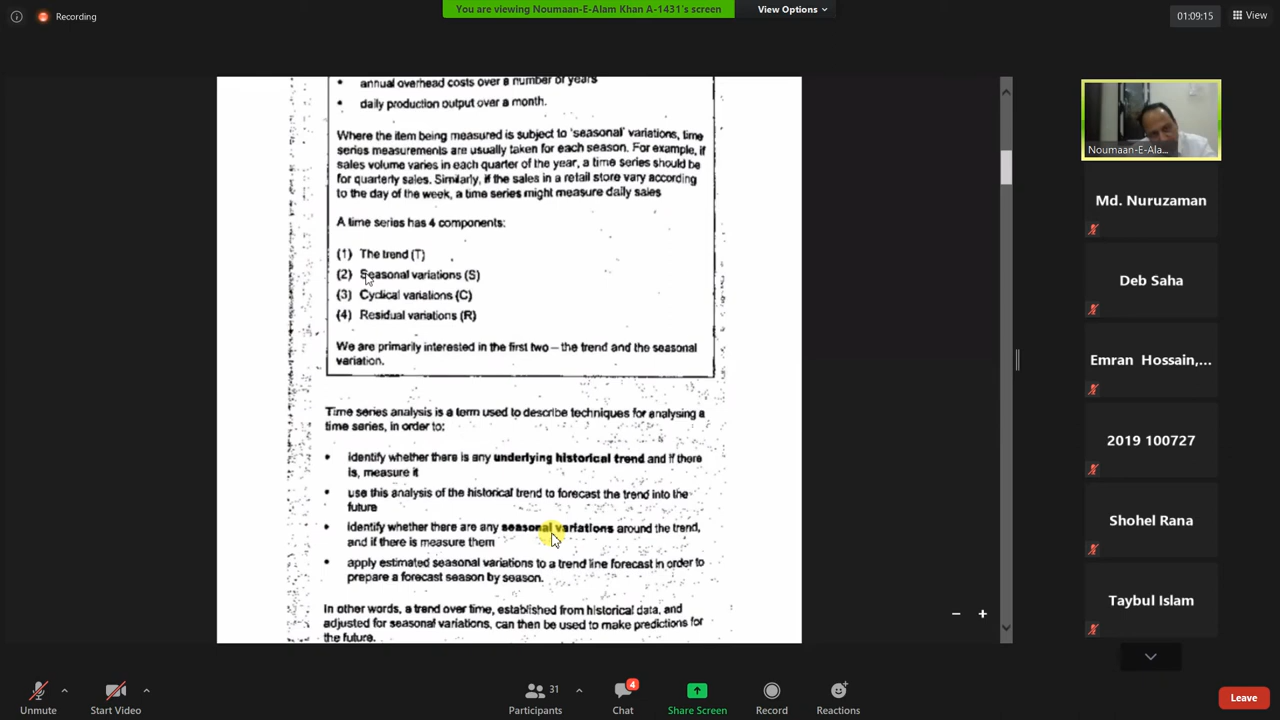 Recording
You are viewing Noumaan-E-Alam Khan A-1431's screen
View Options
01:09:15
View
• annual overhead costs over a number of years
• daily production output over a month.
Where the item being measured is subject to 'seasonal' variations, time
series measurements are usually taken for each season. For example, if
sales volume varies in each quarter of the year, a time series should be
for quarterly sales. Similarly, if the sales in a retail store vary according
to the day of the week, a time series might measure daily sales
A time series has 4 components:
(1) The trend (T)
(2) Seasonal variations (S)
(3) Cyclical variations (C)
(4) Residual variations (R)
We are primarily interested in the first two – the trend and the seasonal
variation.
Time series analysis is a term used to describe techniques for analysing a
time series, in order to:
• identify whether there is any underlying historical trend and if there
is, measure it
• use this analysis of the historical trend to forecast the trend into the
future
• identify whether there are any seasonal variations around the trend,
and if there is measure them
• apply estimated seasonal variations to a trend line forecast in order to
prepare a forecast season by season.
In other words, a trend over time, established from historical data, and
adjusted for seasonal variations, can then be used to make predictions for
the future.
Noumaan-E-Ala...
Md. Nuruzaman
Deb Saha
Emran Hossain,...
2019 100727
Shohel Rana
Taybul Islam
Unmute
Start Video
31
Participants
4
Chat
Share Screen
Record
Reactions
Leave